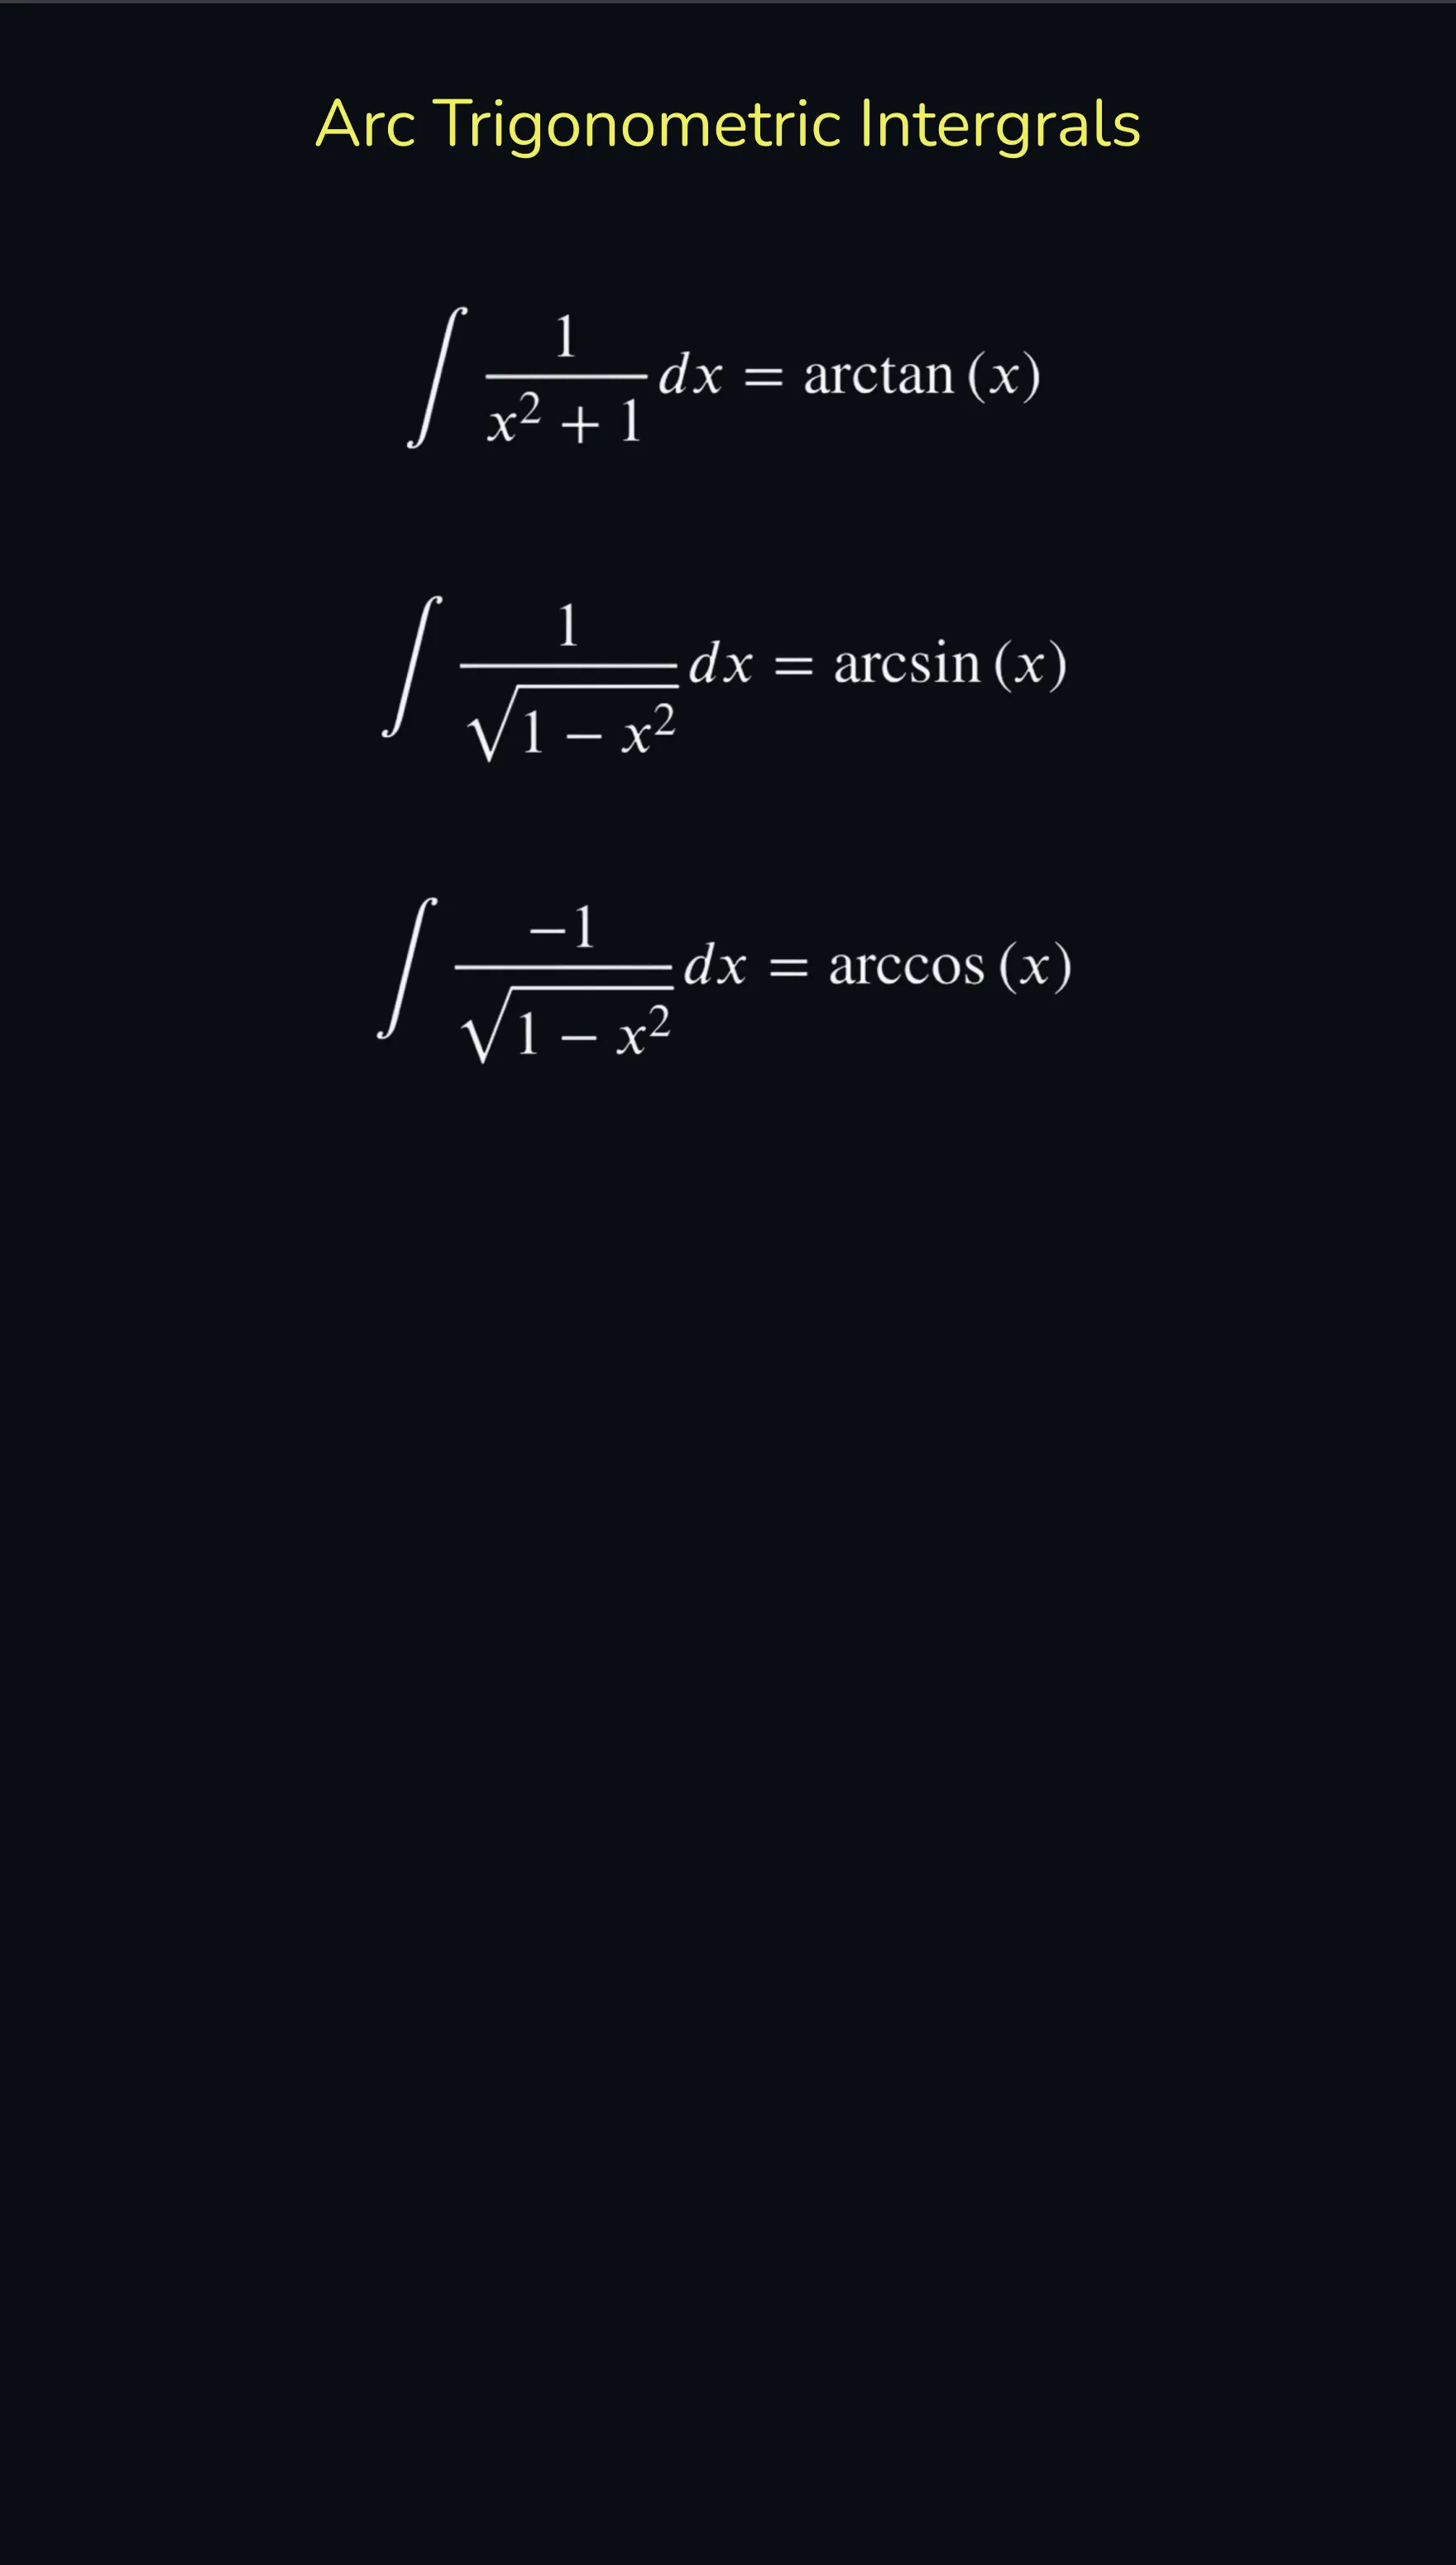 Arc Trigonometric Intergrals
∫ 1/(x² + 1) dx = arctan (x)
∫ 1/√(1 − x²) dx = arcsin (x)
∫ −1/√(1 − x²) dx = arccos (x)